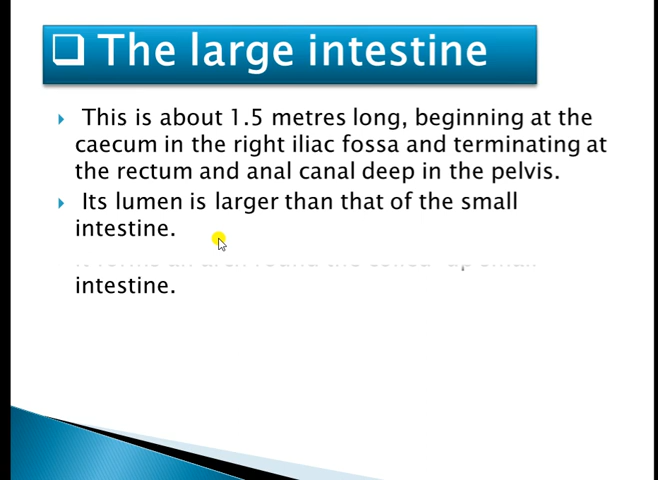 The large intestine
This is about 1.5 metres long, beginning at the
caecum in the right iliac fossa and terminating at
the rectum and anal canal deep in the pelvis.
Its lumen is larger than that of the small
intestine.
intestine.